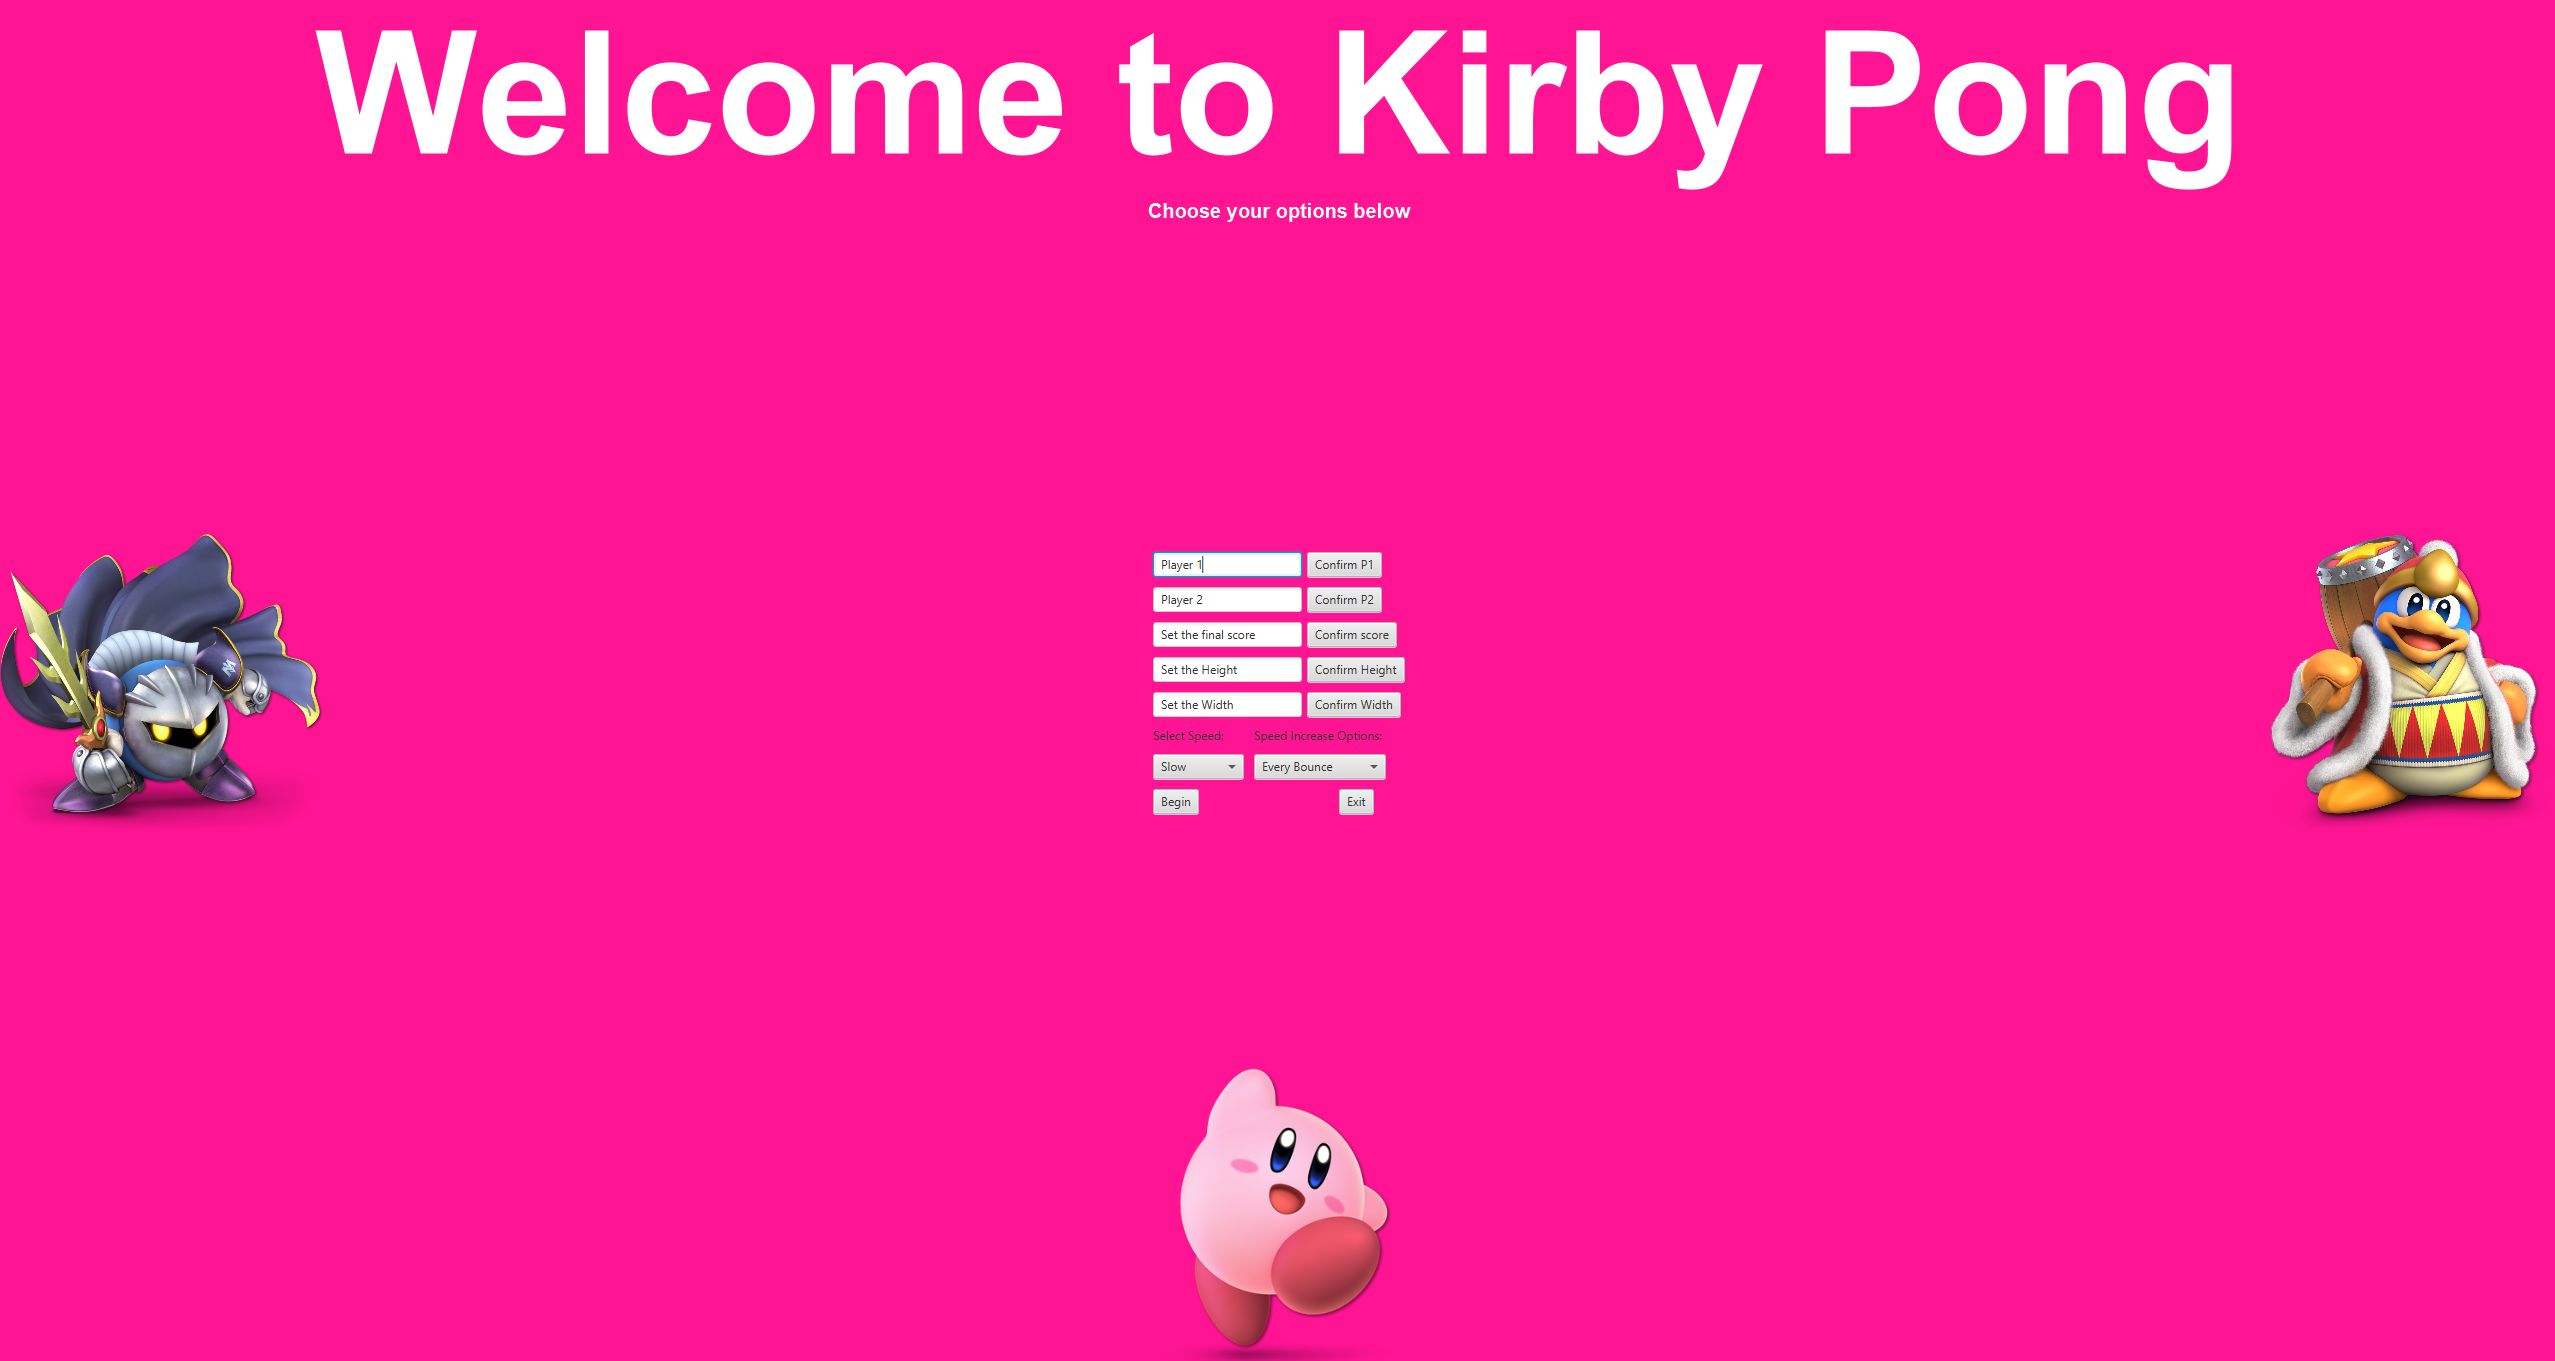 Welcome to Kirby Pong
Choose your options below
Player 1 Confirm P1
Player 2 Confirm P2
Set the final score Confirm score
Set the Height Confirm Height
Set the Width Confirm Width
Select Speed: Speed Increase Options:
Slow Every Bounce
Begin Exit